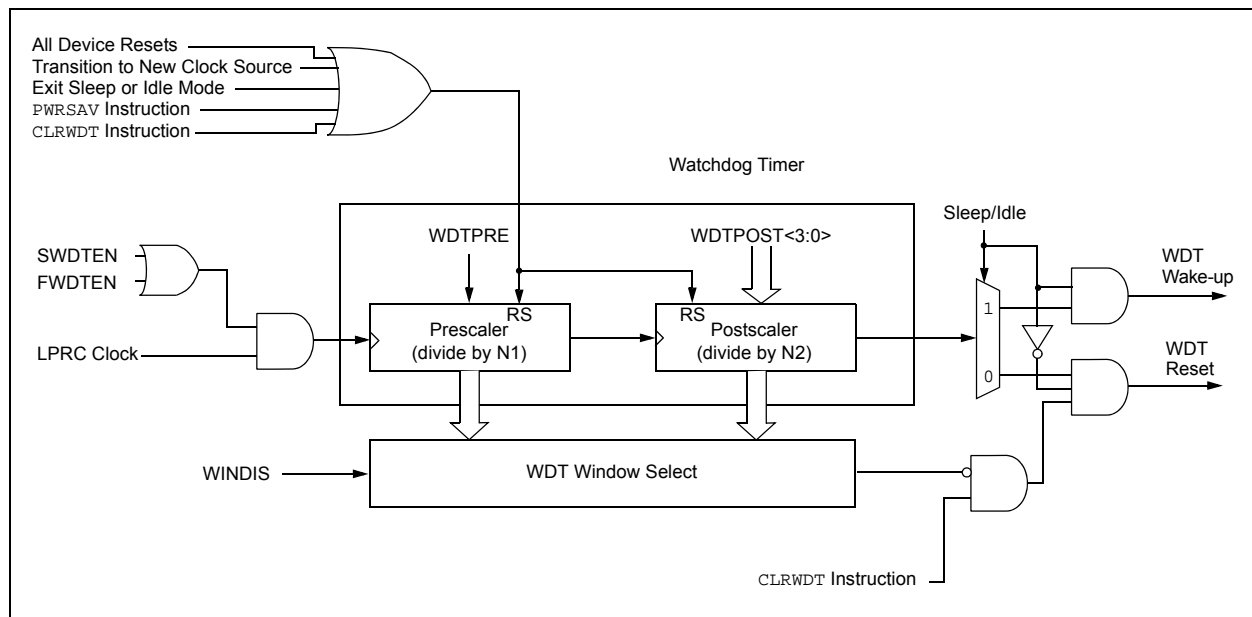 All Device Resets
Transition to New Clock Source
Exit Sleep or Idle Mode
PWRSAV Instruction
CLRWDT Instruction
Watchdog Timer
Sleep/Idle
WDTPRE
WDTPOST<3:0>
SWDTEN
FWDTEN
WDT
Wake-up
RS
RS
1
Prescaler
(divide by N1)
Postscaler
(divide by N2)
LPRC Clock
WDT
Reset
0
WINDIS
WDT Window Select
CLRWDT Instruction